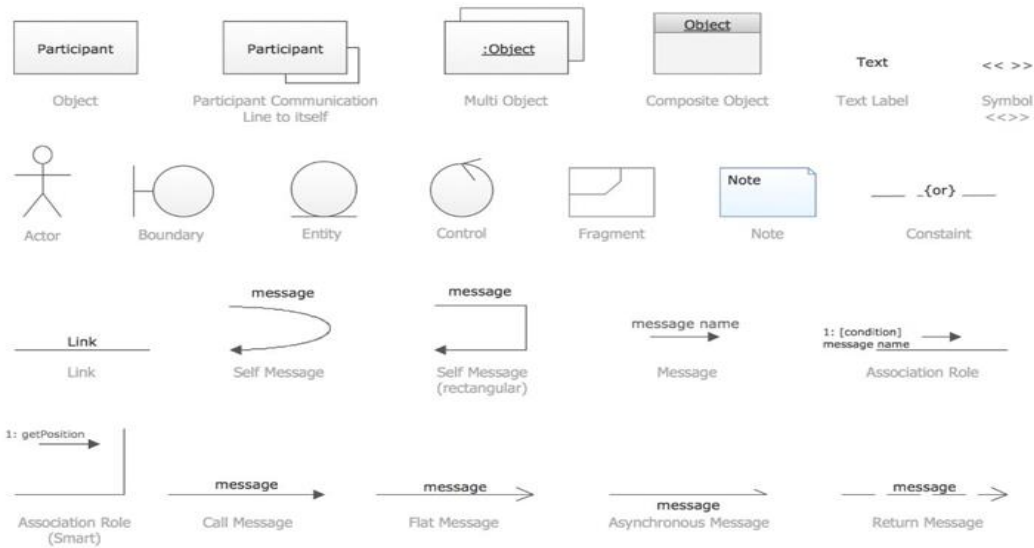 Participant
Participant
:Object
Object
Text
<< >>
Object
Participant Communication
Line to itself
Multi Object
Composite Object
Text Label
Symbol
<<>>
Note
{or}
Actor
Boundary
Entity
Control
Fragment
Note
Constaint
message
message
message name
1: [condition]
message name
Link
Link
Self Message
Self Message
(rectangular)
Message
Association Role
1: getPosition
message
message
message
message
Association Role
(Smart)
Call Message
Flat Message
Asynchronous Message
Return Message